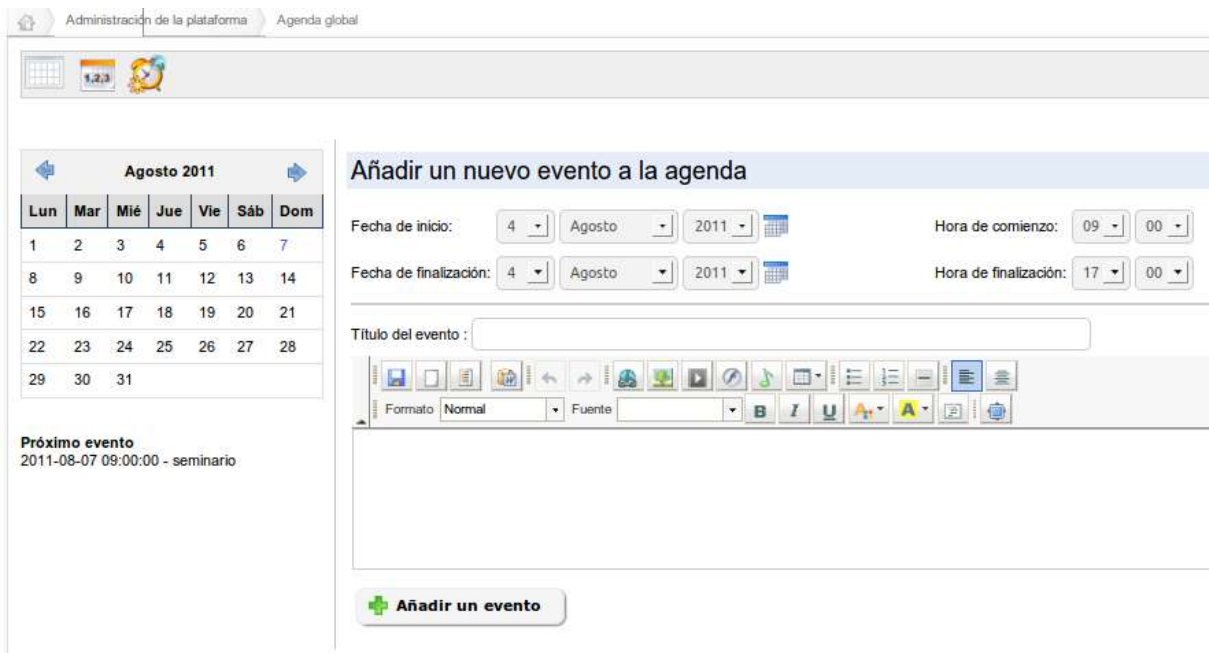 Administración de la plataforma Agenda global
1,2,3
Agosto 2011
Lun Mar Mié Jue Vie Sáb Dom
1 2 3 4 5 6 7
8 9 10 11 12 13 14
15 16 17 18 19 20 21
22 23 24 25 26 27 28
29 30 31
Próximo evento
2011-08-07 09:00:00 - seminario
Añadir un nuevo evento a la agenda
Fecha de inicio: 4 Agosto 2011 Hora de comienzo: 09 00
Fecha de finalización: 4 Agosto 2011 Hora de finalización: 17 00
Título del evento :
Formato Normal Fuente B I U A A
Añadir un evento